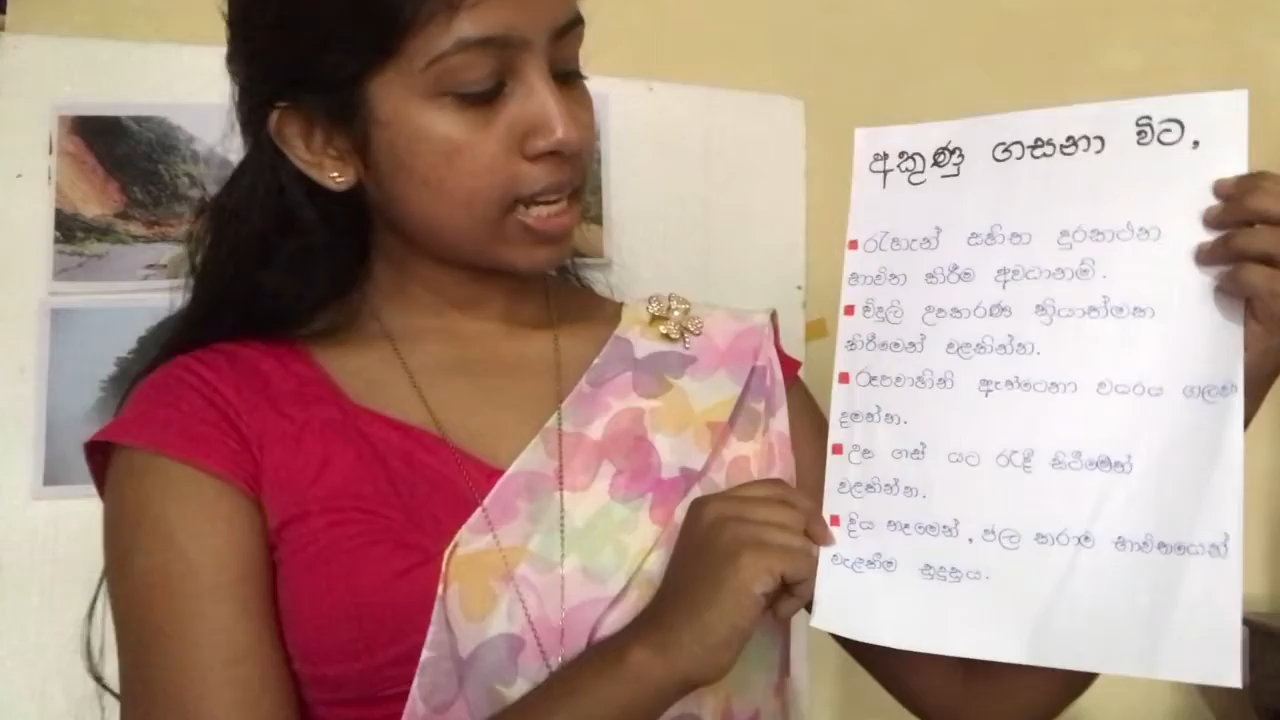 අකුණු ගසනා විට,
රැහැන් සහිත දුරකථන
භාවිත කිරීම අවධානම්.
විදුලි උපකරණ ක්‍රියාත්මක
කිරීමෙන් වළකින්න.
රූපවාහිනි ඇන්ටෙනා වයරය ගලවා
දමන්න.
උස ගස් යට රැඳී සිටීමෙන්
වළකින්න.
දිය නෑමෙන්, ජල කරාම භාවිතයෙන්
වැළකීම සුදුසුය.